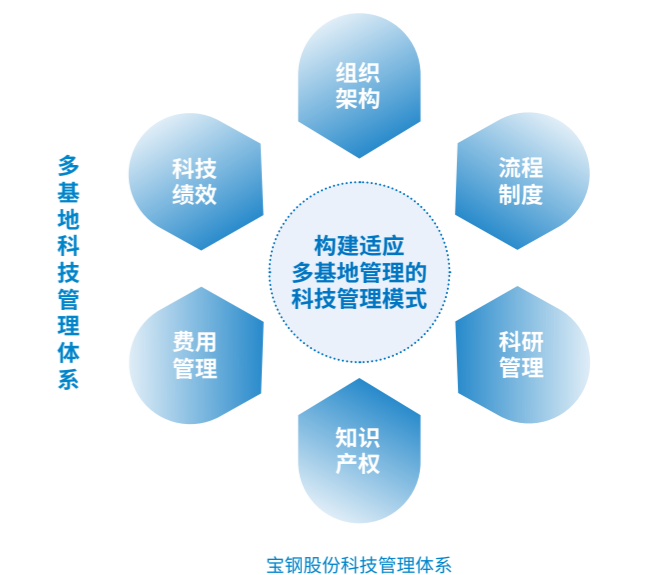 多基地科技管理体系
组织
架构
流程
制度
科研
管理
知识
产权
费用
管理
科技
绩效
构建适应
多基地管理的
科技管理模式
宝钢股份科技管理体系